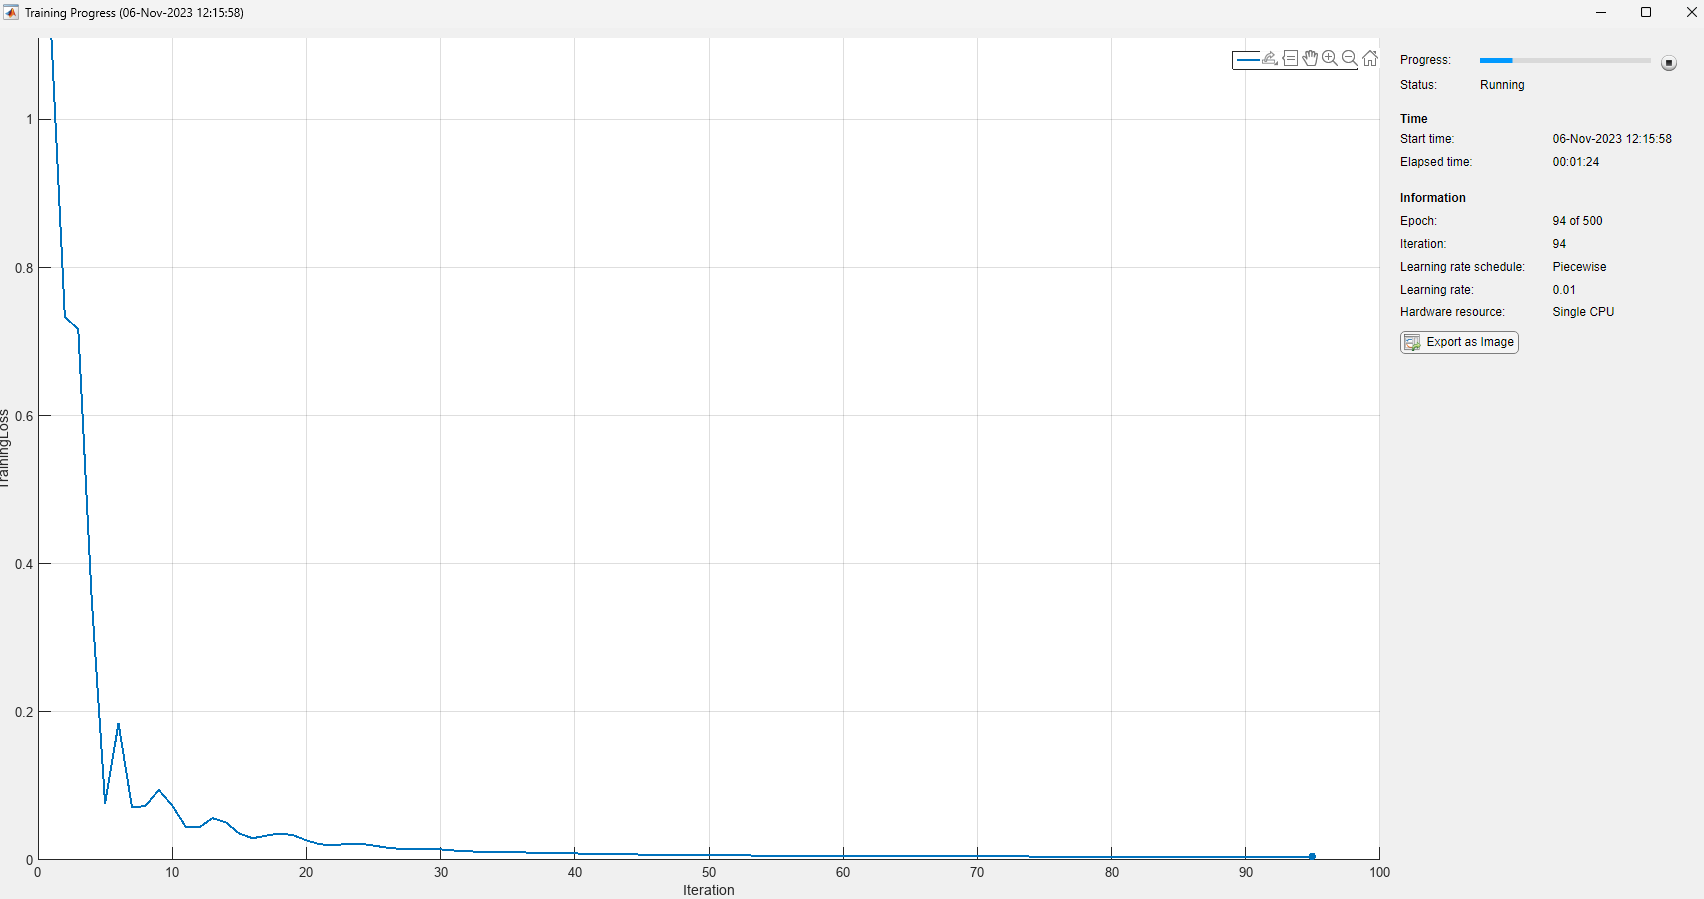 Training Progress (06-Nov-2023 12:15:58)
1
0.8
0.6
0.4
0.2
0
TrainingLoss
0 10 20 30 40 50 60 70 80 90 100
Iteration
Progress:
Status: Running
Time
Start time: 06-Nov-2023 12:15:58
Elapsed time: 00:01:24
Information
Epoch: 94 of 500
Iteration: 94
Learning rate schedule: Piecewise
Learning rate: 0.01
Hardware resource: Single CPU
Export as Image